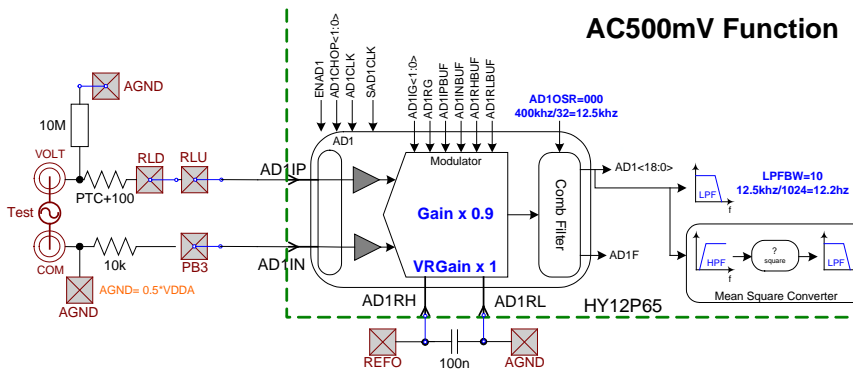 AC500mV Function
ENAD1
AD1CHOP<1:0>
AD1CLK
SAD1CLK
AD1IG<1:0>
AD1RG
AD1IPBUF
AD1INBUF
AD1RHBUF
AD1RLBUF
AD1OSR=000
400khz/32=12.5khz
AGND
10M
VOLT
RLD
RLU
AD1IP
AD1
Modulator
Comb Filter
AD1<18:0>
LPF
f
LPFBW=10
12.5khz/1024=12.2hz
PTC+100
Test
Gain x 0.9
COM
10k
PB3
AD1IN
VRGain x 1
AD1F
HPF
f
?
square
LPF
f
Mean Square Converter
AGND
AGND= 0.5*VDDA
AD1RH
AD1RL
HY12P65
REFO
100n
AGND